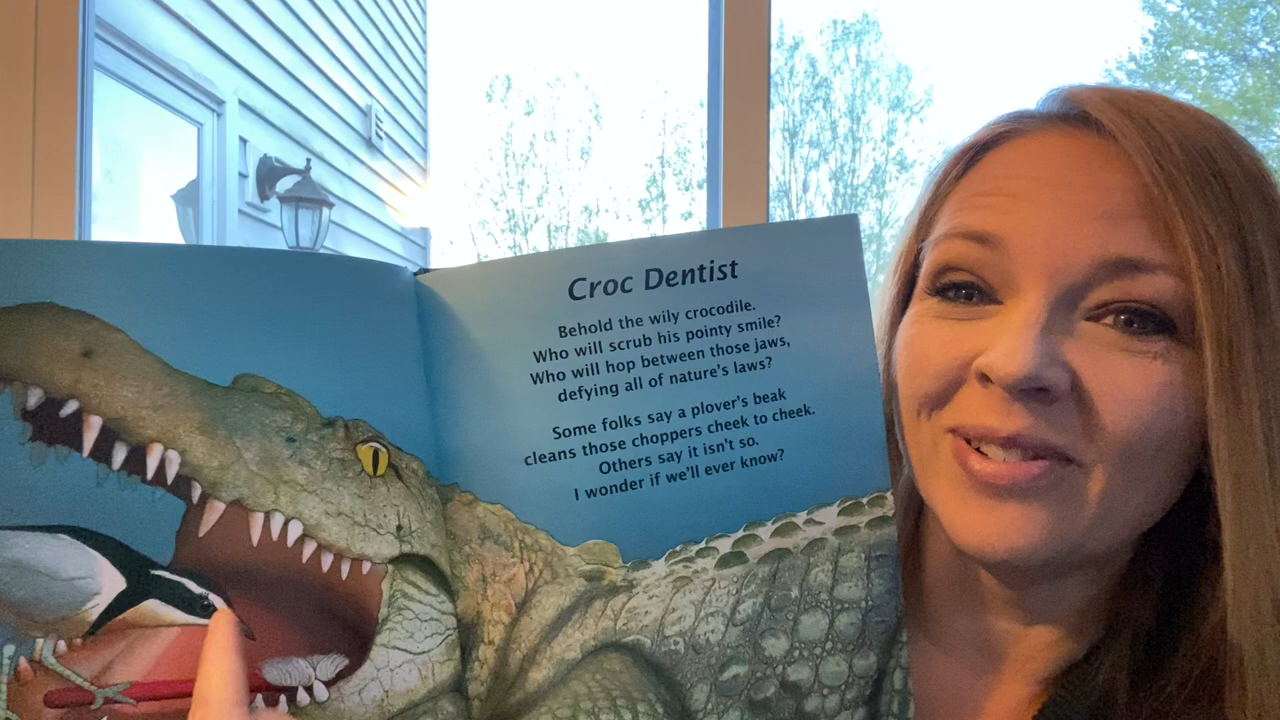 Croc Dentist
Behold the wily crocodile.
Who will scrub his pointy smile?
Who will hop between those jaws,
defying all of nature's laws?
Some folks say a plover's beak
cleans those choppers cheek to cheek.
Others say it isn't so.
I wonder if we'll ever know?